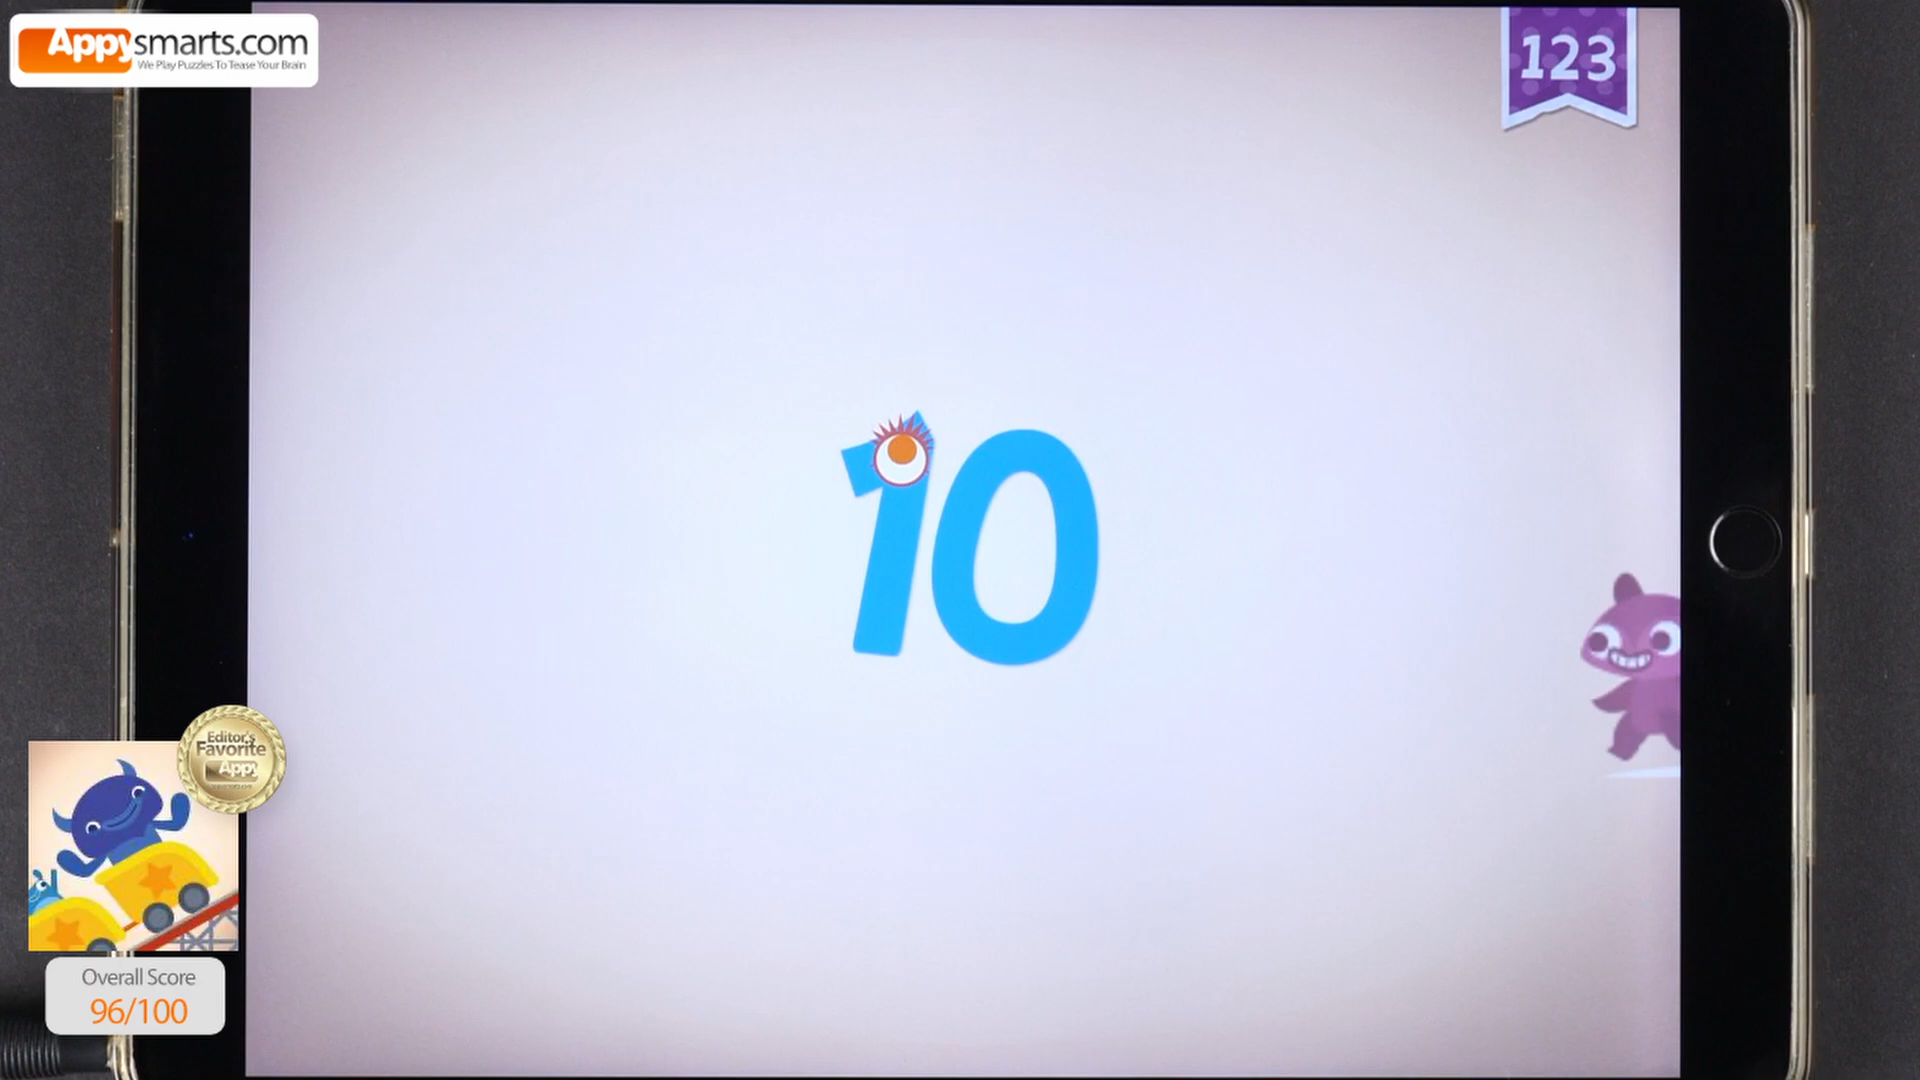 Appysmarts.com
We Play Puzzles To Tease Your Brain
123
10
Editor's
Favorite
Appy
Overall Score
96/100